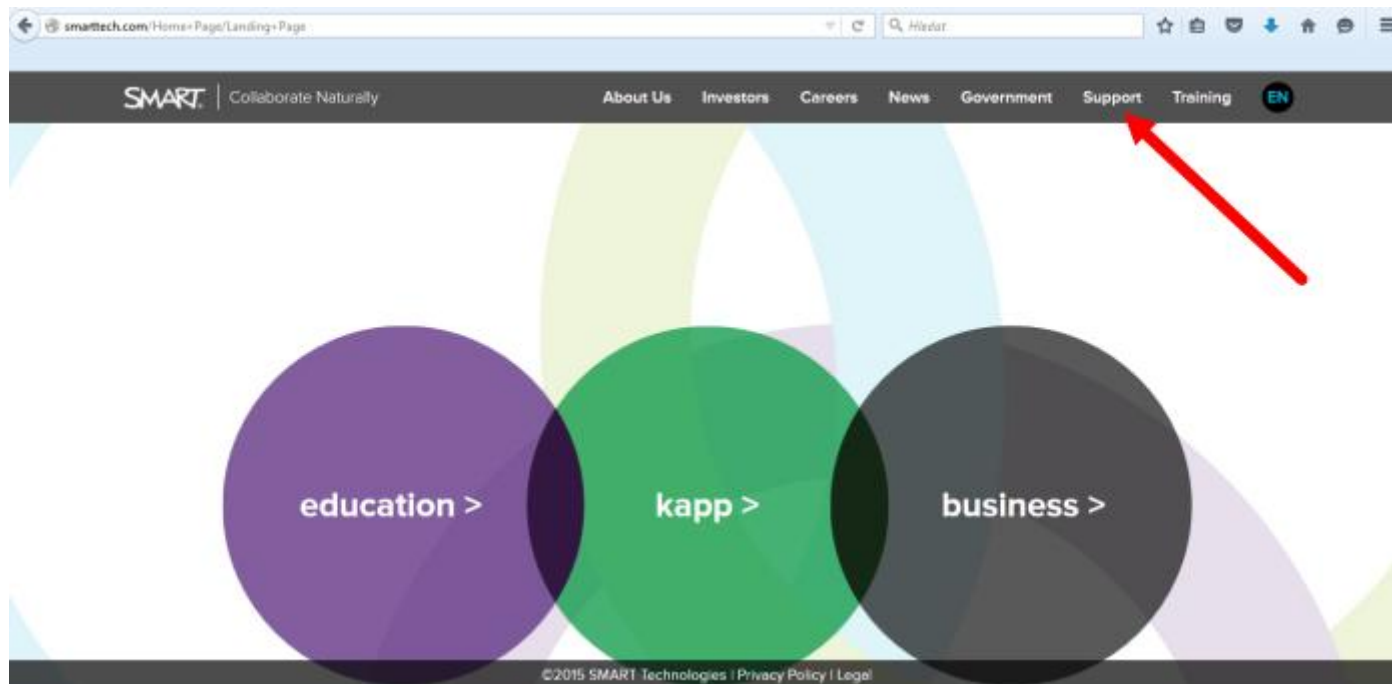 smarttech.com/Home+Page/Landing+Page
Hledat
SMART. Collaborate Naturally
About Us Investors Careers News Government Support Training EN
education >
kapp >
business >
©2015 SMART Technologies | Privacy Policy | Legal